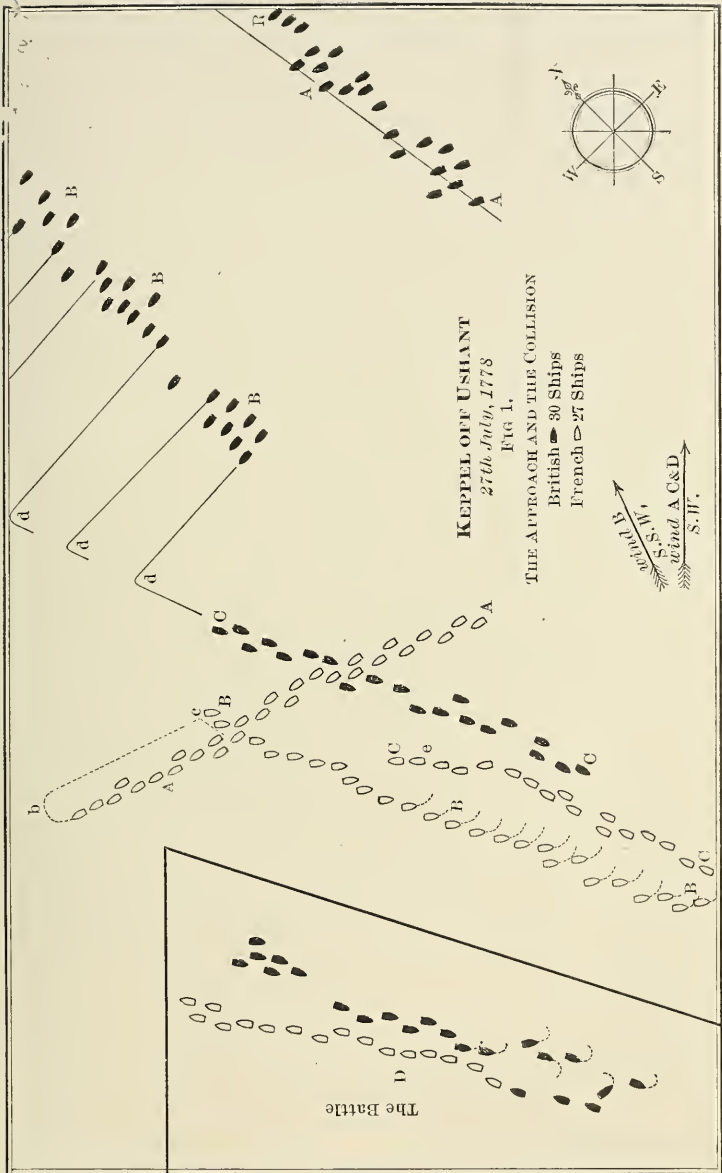 KEPPEL OFF USHANT
27th July, 1778
FIG 1.
THE APPROACH AND THE COLLISION
British 30 Ships
French 27 Ships
wind B
S.S.W.
wind A C & D
S.W.
W
E
S
R
A
A
B
B
B
d
d
d
C
C
A
A
b
c
B
C
e
B
B
C
The Battle
D